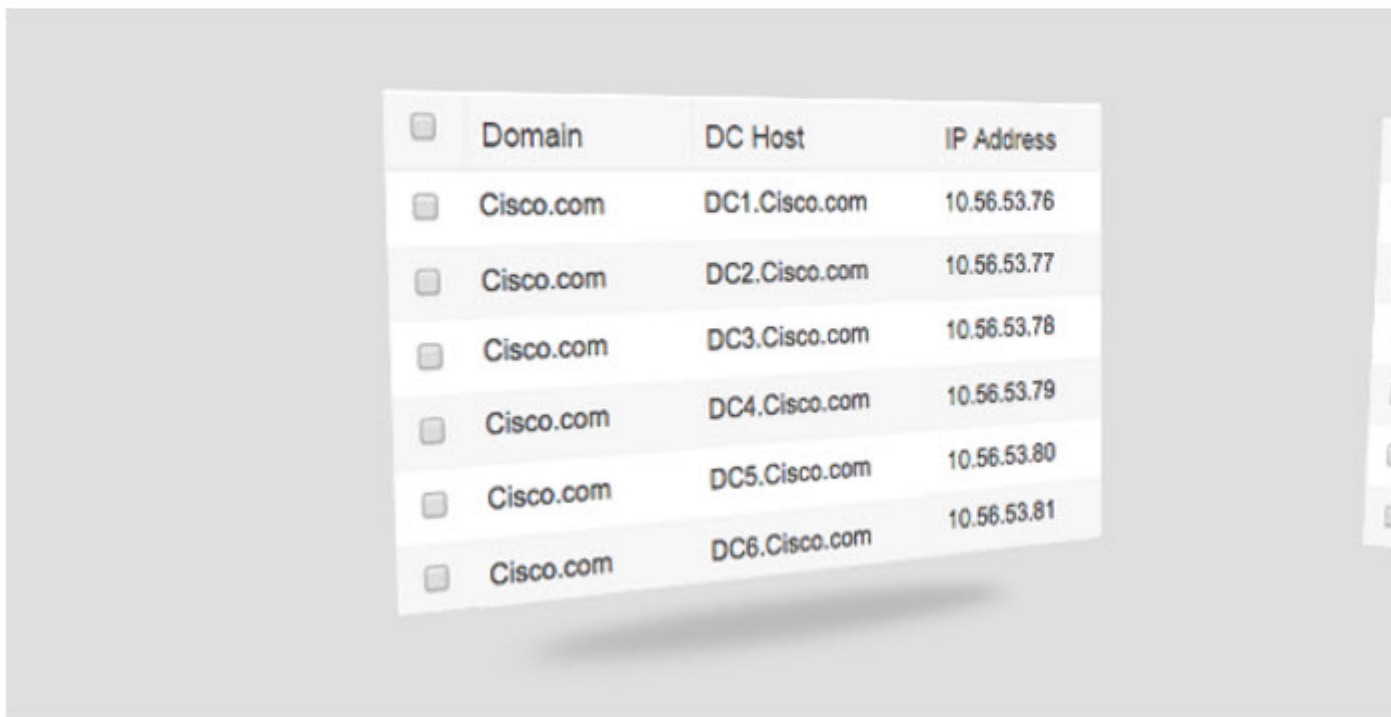 Domain DC Host IP Address
Cisco.com DC1.Cisco.com 10.56.53.76
Cisco.com DC2.Cisco.com 10.56.53.77
Cisco.com DC3.Cisco.com 10.56.53.78
Cisco.com DC4.Cisco.com 10.56.53.79
Cisco.com DC5.Cisco.com 10.56.53.80
Cisco.com DC6.Cisco.com 10.56.53.81